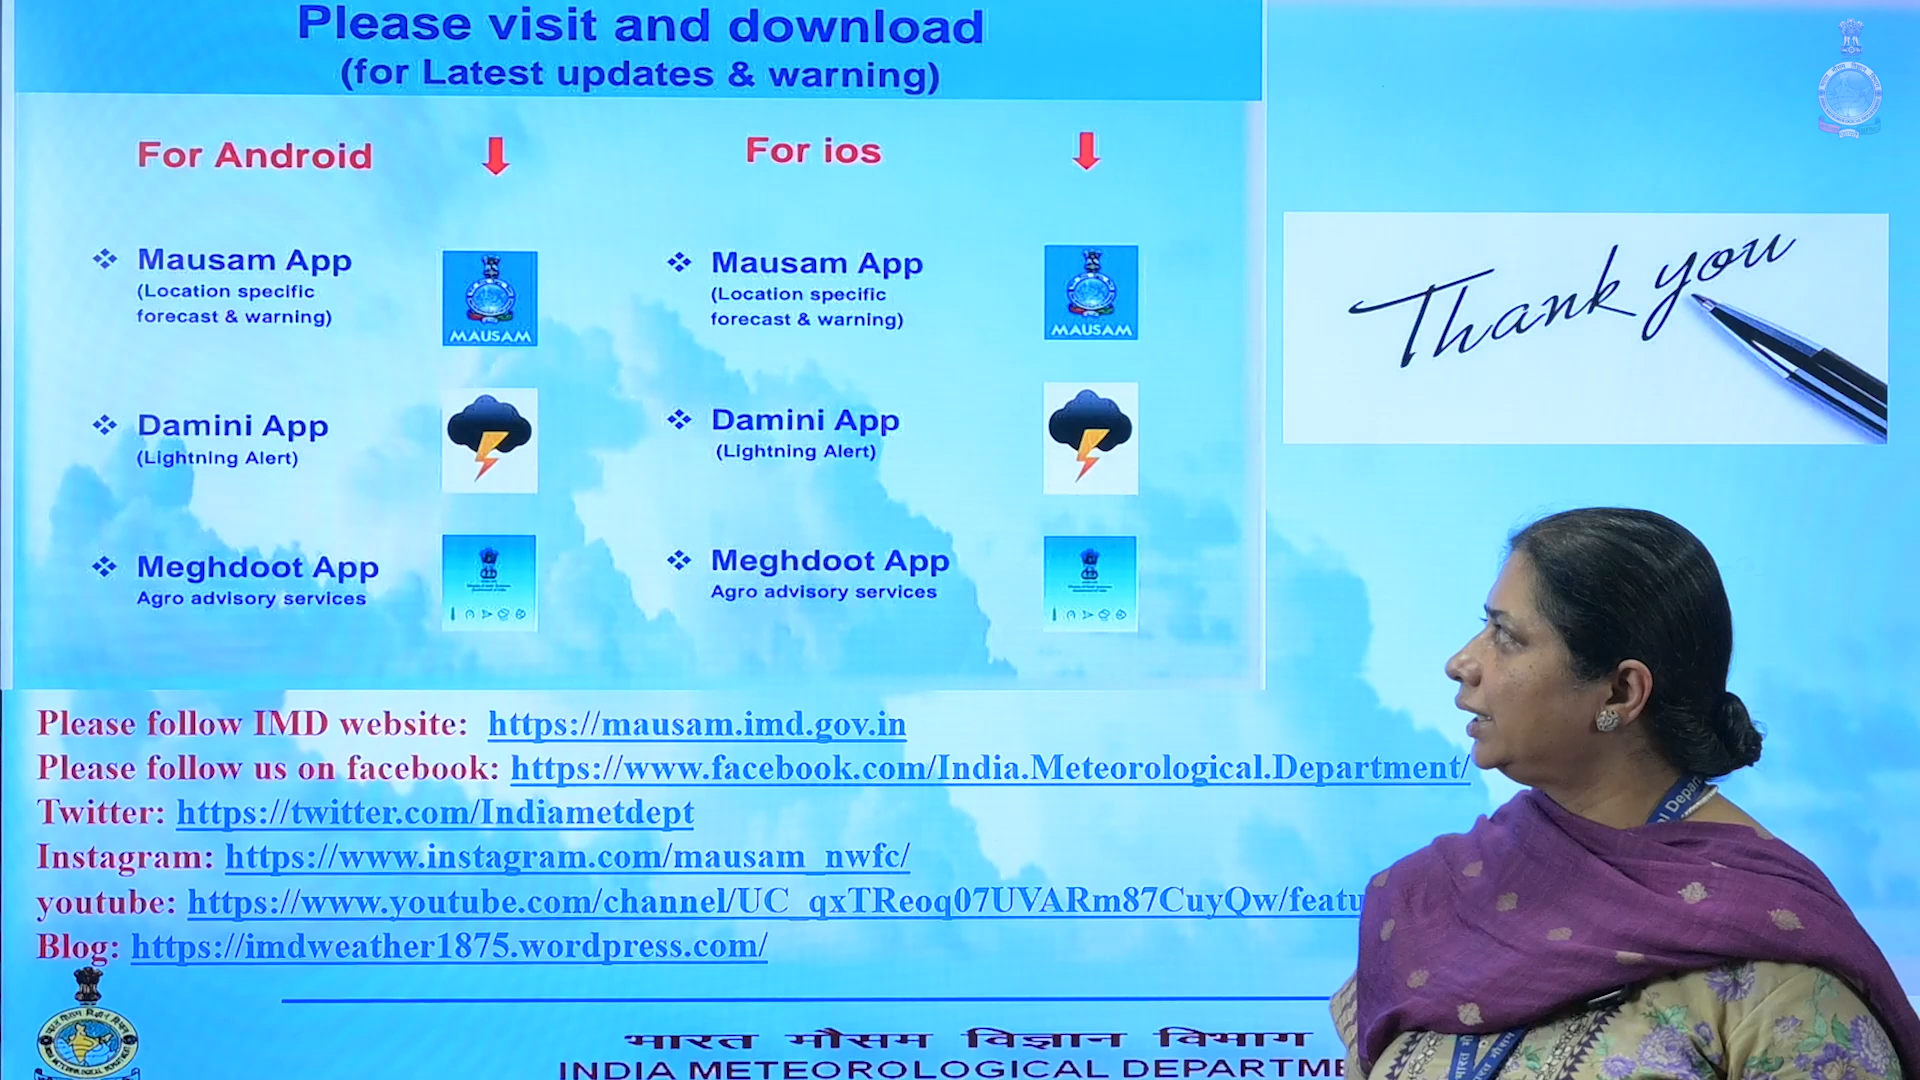 Please visit and download
(for Latest updates & warning)
For Android
For ios
Mausam App
(Location specific
forecast & warning)
MAUSAM
Mausam App
(Location specific
forecast & warning)
MAUSAM
Damini App
(Lightning Alert)
Damini App
(Lightning Alert)
Meghdoot App
Agro advisory services
Meghdoot App
Agro advisory services
Thank you
Please follow IMD website: https://mausam.imd.gov.in
Please follow us on facebook: https://www.facebook.com/India.Meteorological.Department/
Twitter: https://twitter.com/Indiametdept
Instagram: https://www.instagram.com/mausam_nwfc/
youtube: https://www.youtube.com/channel/UC_qxTReoq07UVARm87CuyQw/featu
Blog: https://imdweather1875.wordpress.com/
भारत मौसम विज्ञान विभाग
INDIA METEOROLOGICAL DEPARTME